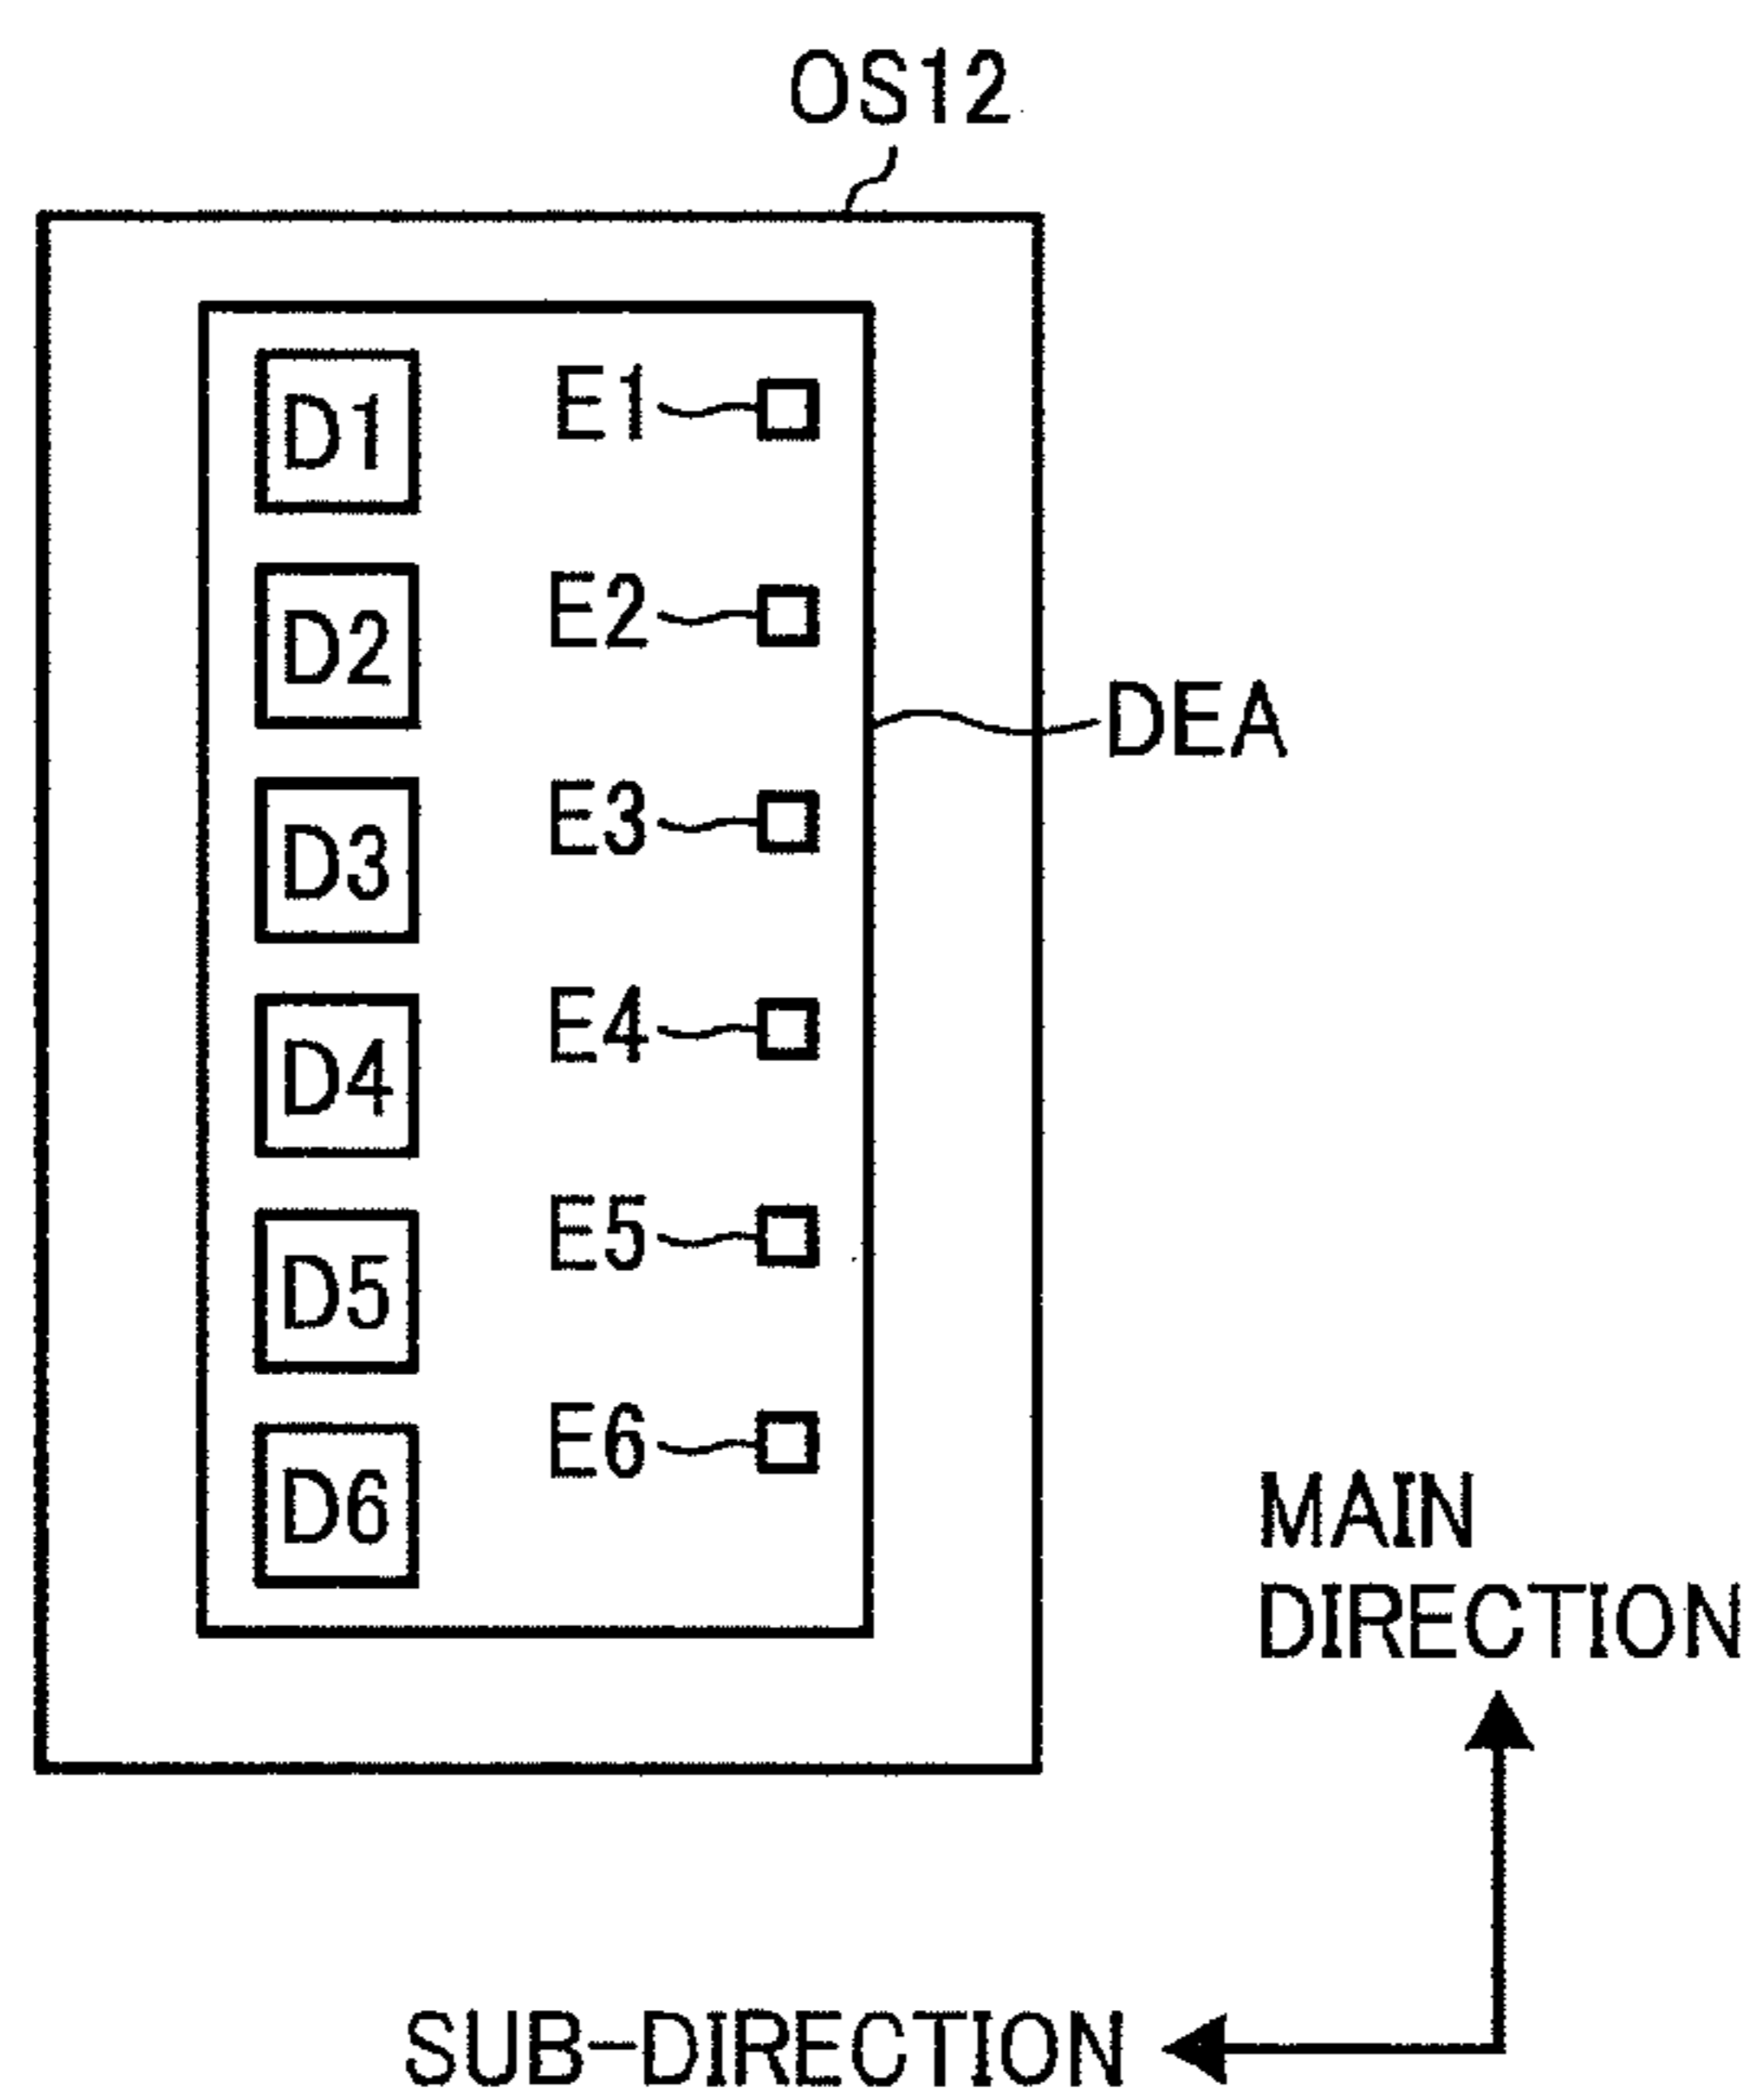 OS12
D1
E1
D2
E2
DEA
D3
E3
D4
E4
D5
E5
D6
E6
MAIN
DIRECTION
SUB-DIRECTION